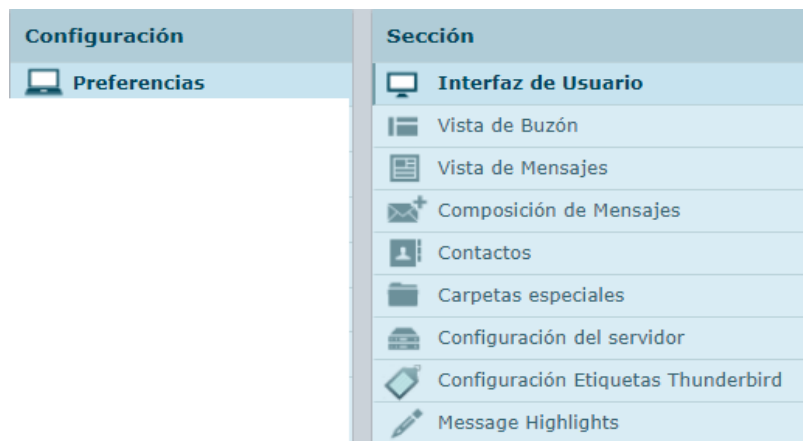 Configuración
Preferencias
Sección
Interfaz de Usuario
Vista de Buzón
Vista de Mensajes
Composición de Mensajes
Contactos
Carpetas especiales
Configuración del servidor
Configuración Etiquetas Thunderbird
Message Highlights